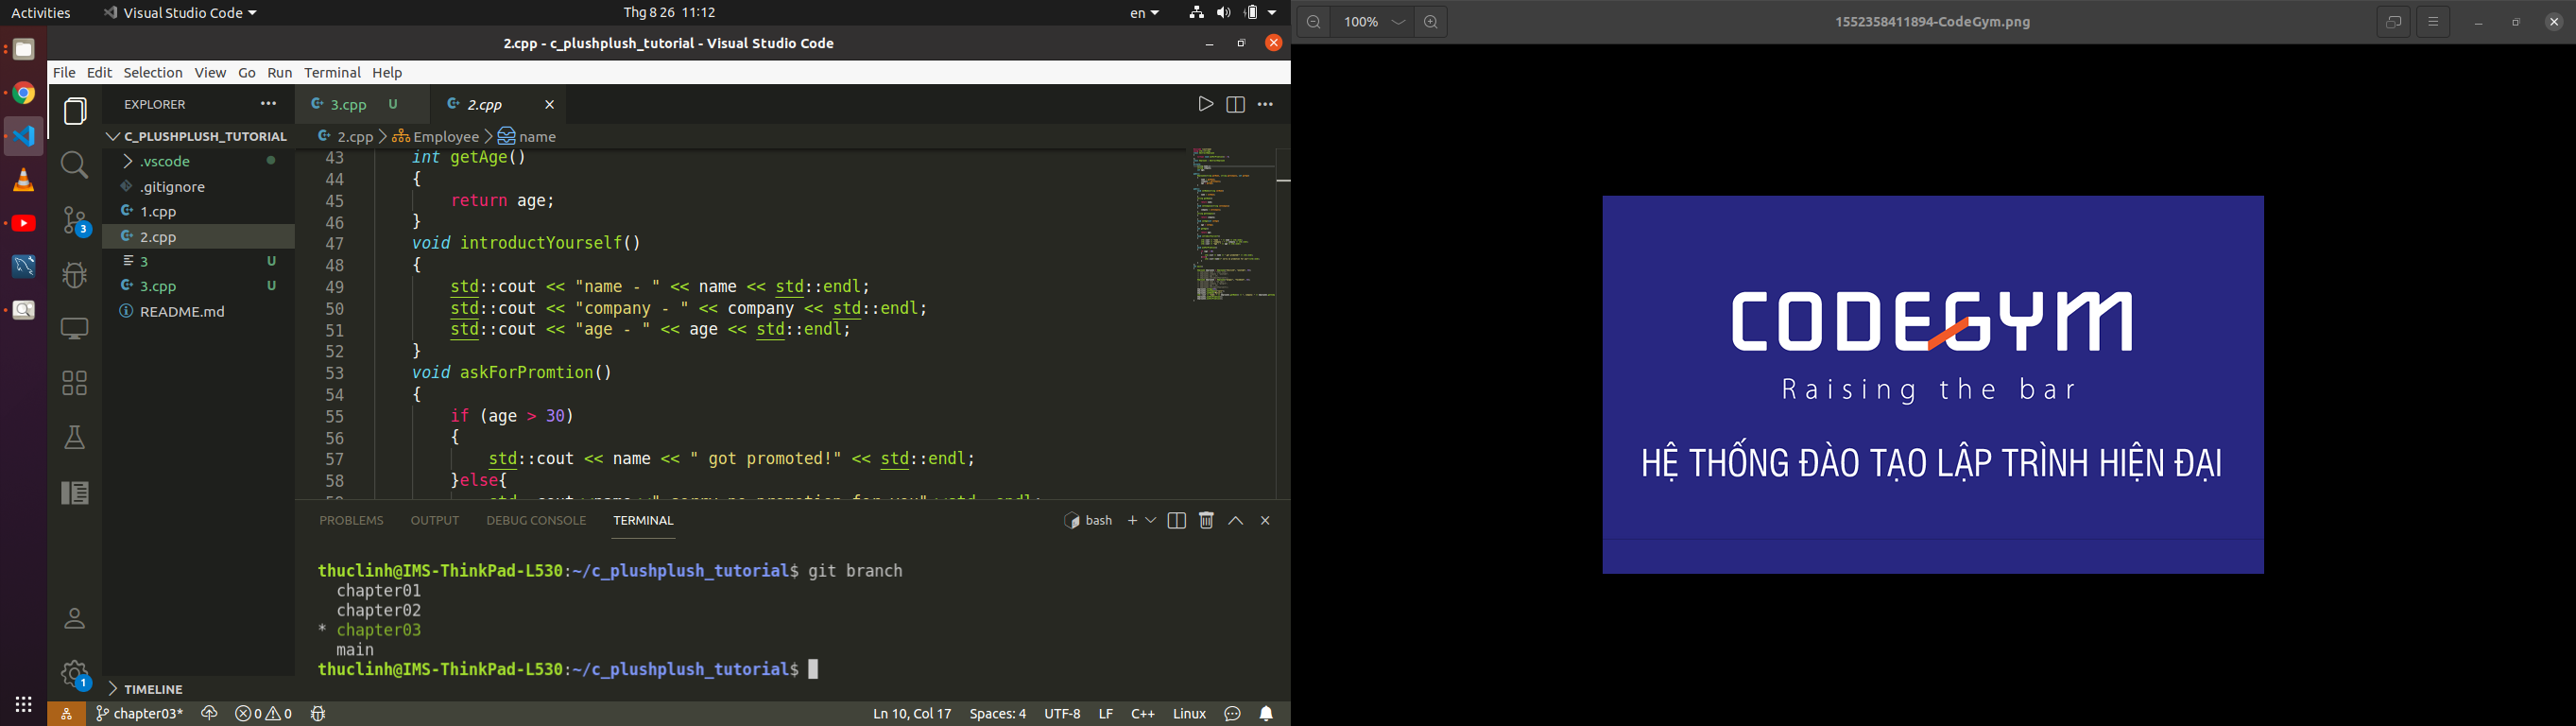 Activities
Visual Studio Code
Thg 8 26 11:12
en
2.cpp - c_plushplush_tutorial - Visual Studio Code
File Edit Selection View Go Run Terminal Help
EXPLORER
C_PLUSHPLUSH_TUTORIAL
.vscode
.gitignore
1.cpp
2.cpp
3 U
3.cpp U
README.md
TIMELINE
3
1
3.cpp U
2.cpp
2.cpp Employee name
43 int getAge()
44 {
45 return age;
46 }
47 void introductYourself()
48 {
49 std::cout << "name - " << name << std::endl;
50 std::cout << "company - " << company << std::endl;
51 std::cout << "age - " << age << std::endl;
52 }
53 void askForPromtion()
54 {
55 if (age > 30)
56 {
57 std::cout << name << " got promoted!" << std::endl;
58 }else{
PROBLEMS OUTPUT DEBUG CONSOLE TERMINAL
bash
thuclinh@IMS-ThinkPad-L530:~/c_plushplush_tutorial$ git branch
chapter01
chapter02
* chapter03
main
thuclinh@IMS-ThinkPad-L530:~/c_plushplush_tutorial$
chapter03*
0 0
Ln 10, Col 17 Spaces: 4 UTF-8 LF C++ Linux
100%
1552358411894-CodeGym.png
CODEGYM
Raising the bar
HỆ THỐNG ĐÀO TẠO LẬP TRÌNH HIỆN ĐẠI